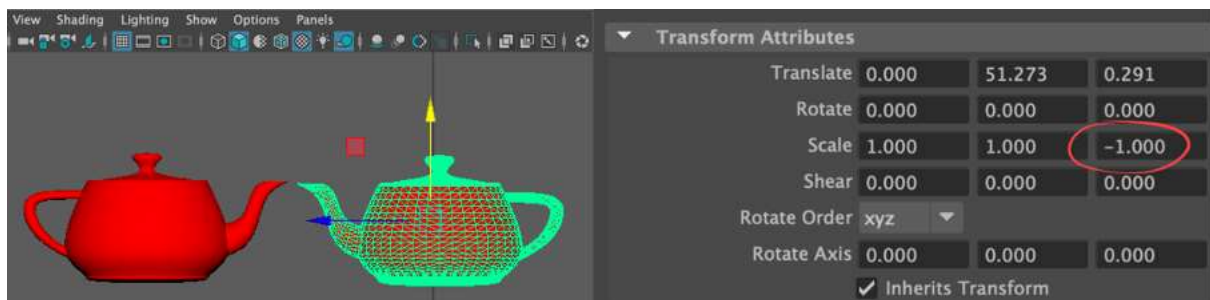 View Shading Lighting Show Options Panels
Transform Attributes
Translate 0.000 51.273 0.291
Rotate 0.000 0.000 0.000
Scale 1.000 1.000 -1.000
Shear 0.000 0.000 0.000
Rotate Order xyz
Rotate Axis 0.000 0.000 0.000
Inherits Transform